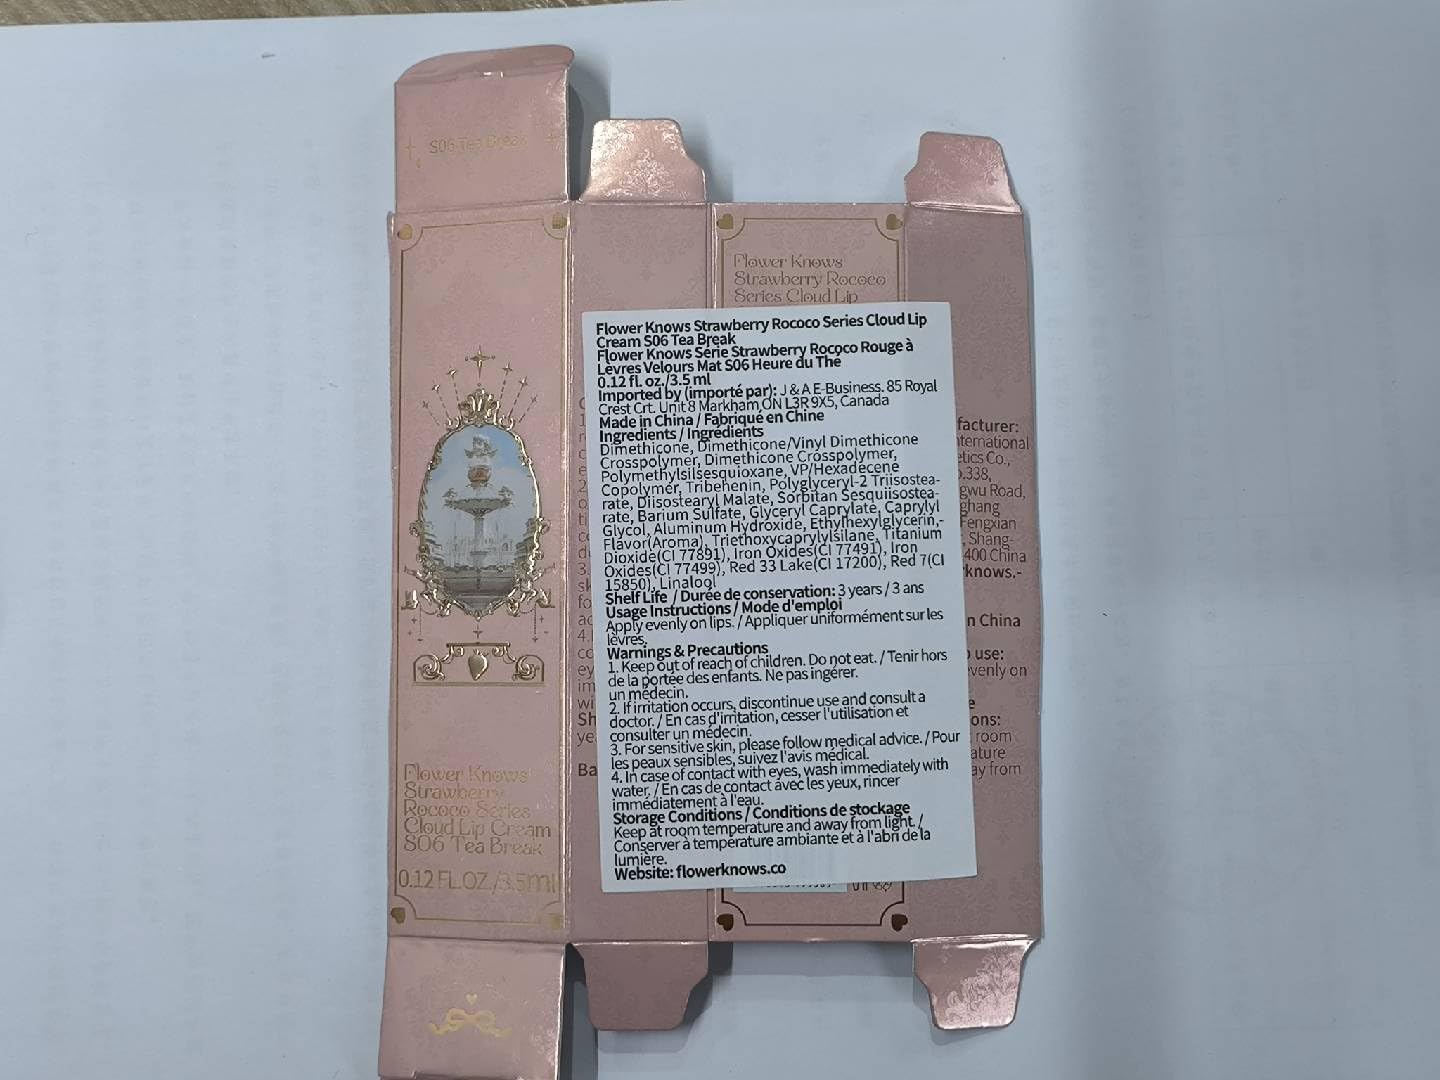 S06 Tea Break
Flower Knows
Strawberry
Rococo Series
Cloud Lip Cream
S06 Tea Break
0.12 FL.OZ./3.5ml
Flower Knows
Strawberry Rococo
Series Cloud Lip
Flower Knows Strawberry Rococo Series Cloud Lip
Cream S06 Tea Break
Flower Knows Série Strawberry Rococo Rouge à
Lèvres Velours Mat S06 Heure du Thé
0.12 fl. oz./3.5 ml
Imported by (importé par): J & A E-Business. 85 Royal
Crest Crt. Unit 8 Markham,ON L3R 9X5, Canada
Made in China / Fabriqué en Chine
Ingredients / Ingrédients
Dimethicone, Dimethicone/Vinyl Dimethicone
Crosspolymer, Dimethicone Crosspolymer,
Polymethylsilsesquioxane, VP/Hexadecene
Copolymer, Tribehenin, Polyglyceryl-2 Triisostea-
rate, Diisostearyl Malate, Sorbitan Sesquiisostea-
rate, Barium Sulfate, Glyceryl Caprylate, Caprylyl
Glycol, Aluminum Hydroxide, Ethylhexylglycerin,-
Flavor(Aroma), Triethoxycaprylylsilane, Titanium
Dioxide(CI 77891), Iron Oxides(CI 77491), Iron
Oxides(CI 77499), Red 33 Lake(CI 17200), Red 7(CI
15850), Linalool
Shelf Life / Durée de conservation: 3 years / 3 ans
Usage Instructions / Mode d'emploi
Apply evenly on lips. / Appliquer uniformément sur les
lèvres.
Warnings & Precautions
1. Keep out of reach of children. Do not eat. / Tenir hors
de la portée des enfants. Ne pas ingérer.
un médecin.
2. If irritation occurs, discontinue use and consult a
doctor. / En cas d'irritation, cesser l'utilisation et
consulter un médecin.
3. For sensitive skin, please follow medical advice. / Pour
les peaux sensibles, suivez l'avis médical.
4. In case of contact with eyes, wash immediately with
water. / En cas de contact avec les yeux, rincer
immédiatement à l'eau.
Storage Conditions / Conditions de stockage
Keep at room temperature and away from light. /
Conserver à température ambiante et à l'abri de la
lumière.
Website: flowerknows.co
facturer:
nternational
etics Co.,
.338,
gwu Road,
ghang
Fengxian
, Shang-
400 China
knows.-
n China
use:
venly on
ons:
room
ature
ay from